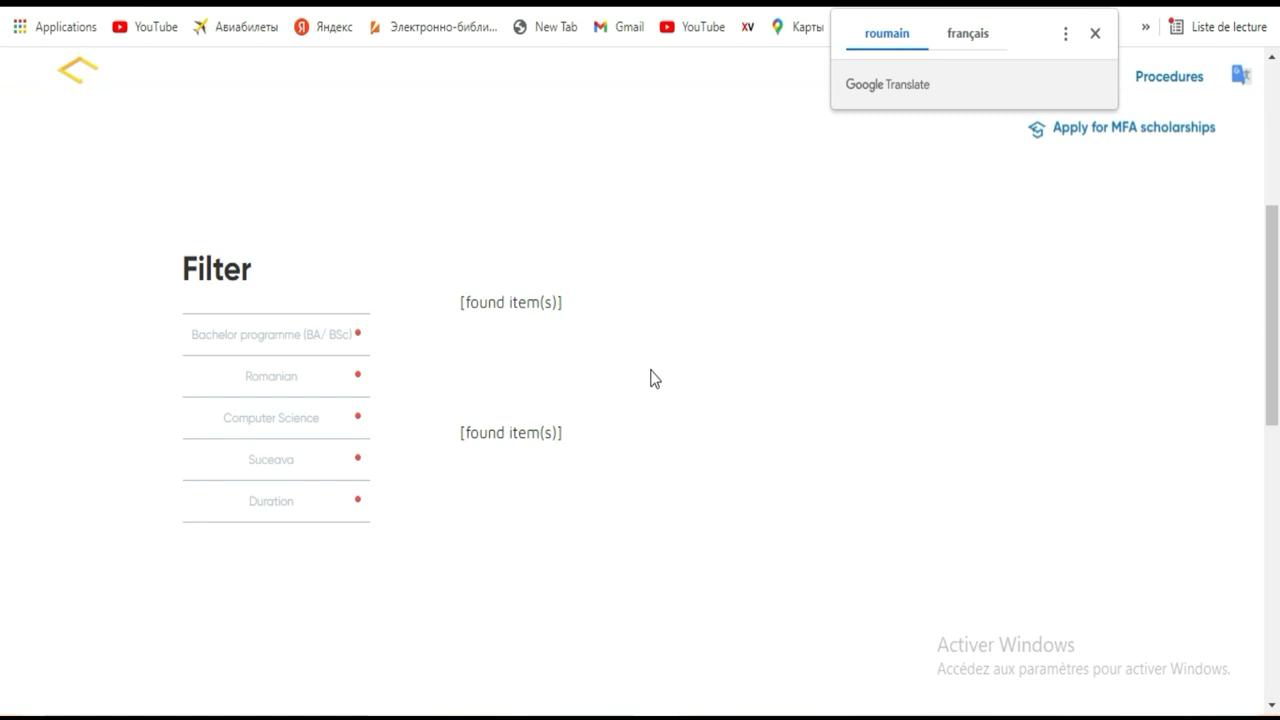 Applications YouTube Авиабилеты Яндекс Электронно-библи... New Tab Gmail YouTube XV Карты » Liste de lecture
roumain français
Google Translate
Procedures
Apply for MFA scholarships
Filter
[found item(s)]
Bachelor programme (BA/ BSc)
Romanian
Computer Science
[found item(s)]
Suceava
Duration
Activer Windows
Accédez aux paramètres pour activer Windows.